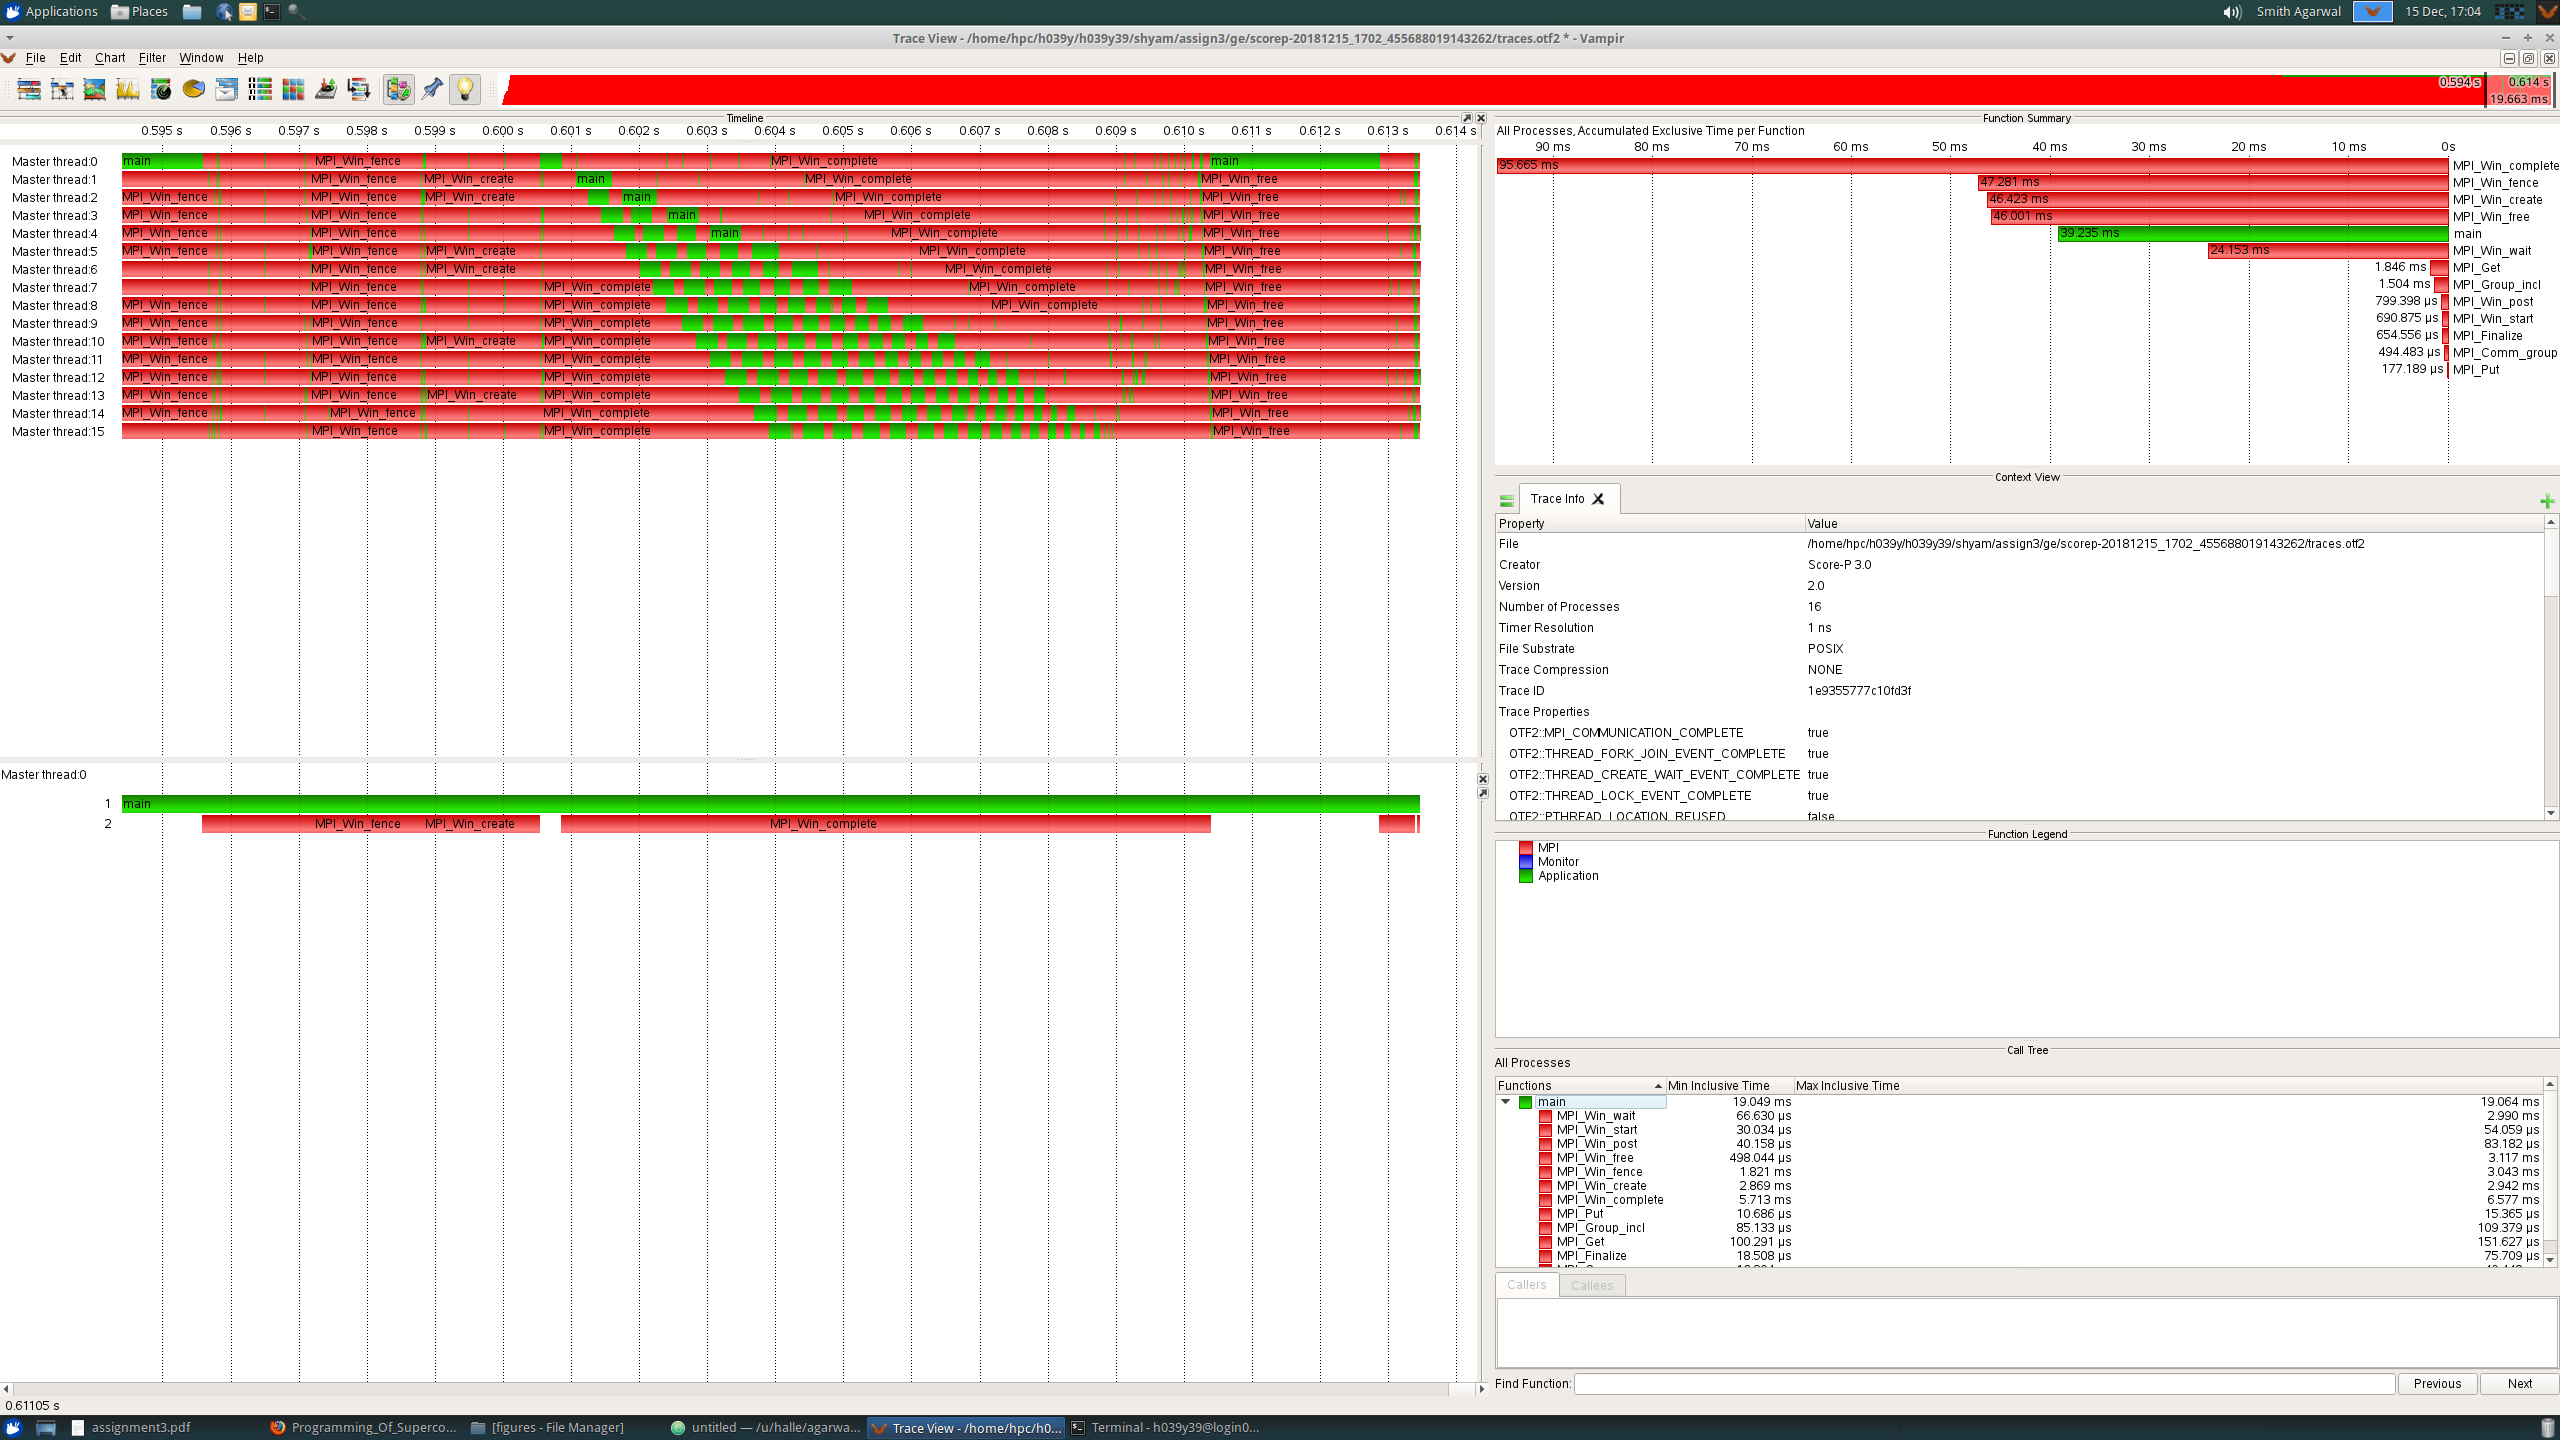 Applications Places Smith Agarwal 15 Dec, 17:04
Trace View - /home/hpc/h039y/h039y39/shyam/assign3/ge/scorep-20181215_1702_455688019143262/traces.otf2 * - Vampir
File Edit Chart Filter Window Help
0.594 s 0.614 s
19.663 ms
Timeline
0.595 s 0.596 s 0.597 s 0.598 s 0.599 s 0.600 s 0.601 s 0.602 s 0.603 s 0.604 s 0.605 s 0.606 s 0.607 s 0.608 s 0.609 s 0.610 s 0.611 s 0.612 s 0.613 s 0.614 s
Master thread:0 main MPI_Win_fence MPI_Win_complete main
Master thread:1 MPI_Win_fence MPI_Win_create main MPI_Win_complete MPI_Win_free
Master thread:2 MPI_Win_fence MPI_Win_fence MPI_Win_create main MPI_Win_complete MPI_Win_free
Master thread:3 MPI_Win_fence MPI_Win_fence main MPI_Win_complete MPI_Win_free
Master thread:4 MPI_Win_fence MPI_Win_fence main MPI_Win_complete MPI_Win_free
Master thread:5 MPI_Win_fence MPI_Win_fence MPI_Win_create MPI_Win_complete MPI_Win_free
Master thread:6 MPI_Win_fence MPI_Win_create MPI_Win_complete MPI_Win_free
Master thread:7 MPI_Win_fence MPI_Win_complete MPI_Win_complete MPI_Win_free
Master thread:8 MPI_Win_fence MPI_Win_fence MPI_Win_complete MPI_Win_complete MPI_Win_free
Master thread:9 MPI_Win_fence MPI_Win_fence MPI_Win_complete MPI_Win_free
Master thread:10 MPI_Win_fence MPI_Win_fence MPI_Win_create MPI_Win_complete MPI_Win_free
Master thread:11 MPI_Win_fence MPI_Win_fence MPI_Win_complete MPI_Win_free
Master thread:12 MPI_Win_fence MPI_Win_fence MPI_Win_complete MPI_Win_free
Master thread:13 MPI_Win_fence MPI_Win_fence MPI_Win_create MPI_Win_complete MPI_Win_free
Master thread:14 MPI_Win_fence MPI_Win_fence MPI_Win_complete MPI_Win_free
Master thread:15 MPI_Win_fence MPI_Win_complete MPI_Win_free
Master thread:0
1 main
2 MPI_Win_fence MPI_Win_create MPI_Win_complete
Function Summary
All Processes, Accumulated Exclusive Time per Function
90 ms 80 ms 70 ms 60 ms 50 ms 40 ms 30 ms 20 ms 10 ms 0s
95.665 ms MPI_Win_complete
47.281 ms MPI_Win_fence
46.423 ms MPI_Win_create
46.001 ms MPI_Win_free
39.235 ms main
24.153 ms MPI_Win_wait
1.846 ms MPI_Get
1.504 ms MPI_Group_incl
799.398 µs MPI_Win_post
690.875 µs MPI_Win_start
654.556 µs MPI_Finalize
494.483 µs MPI_Comm_group
177.189 µs MPI_Put
Context View
Trace Info
Property Value
File /home/hpc/h039y/h039y39/shyam/assign3/ge/scorep-20181215_1702_455688019143262/traces.otf2
Creator Score-P 3.0
Version 2.0
Number of Processes 16
Timer Resolution 1 ns
File Substrate POSIX
Trace Compression NONE
Trace ID 1e9355777c10fd3f
Trace Properties
OTF2::MPI_COMMUNICATION_COMPLETE true
OTF2::THREAD_FORK_JOIN_EVENT_COMPLETE true
OTF2::THREAD_CREATE_WAIT_EVENT_COMPLETE true
OTF2::THREAD_LOCK_EVENT_COMPLETE true
OTF2::PTHREAD_LOCATION_REUSED false
Function Legend
MPI
Monitor
Application
Call Tree
All Processes
Functions Min Inclusive Time Max Inclusive Time
main 19.049 ms 19.064 ms
MPI_Win_wait 66.630 µs 2.990 ms
MPI_Win_start 30.034 µs 54.059 µs
MPI_Win_post 40.158 µs 83.182 µs
MPI_Win_free 498.044 µs 3.117 ms
MPI_Win_fence 1.821 ms 3.043 ms
MPI_Win_create 2.869 ms 2.942 ms
MPI_Win_complete 5.713 ms 6.577 ms
MPI_Put 10.686 µs 15.365 µs
MPI_Group_incl 85.133 µs 109.379 µs
MPI_Get 100.291 µs 151.627 µs
MPI_Finalize 18.508 µs 75.709 µs
Callers Callees
Find Function: Previous Next
0.61105 s
assignment3.pdf Programming_Of_Superco... [figures - File Manager] untitled — /u/halle/agarwa... Trace View - /home/hpc/h0... Terminal - h039y39@login0...